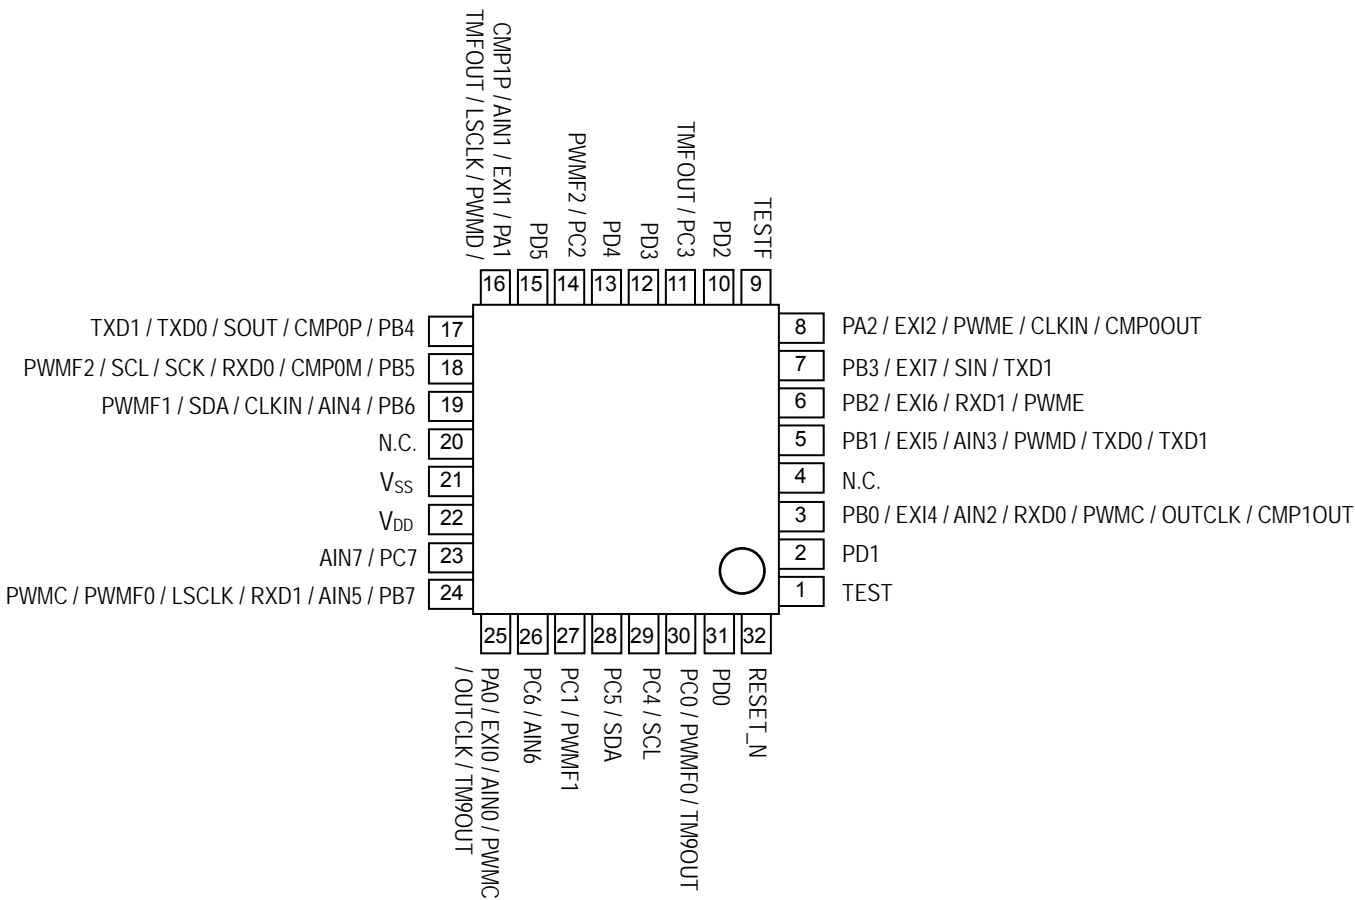 CMP1P / AIN1 / EXI1 / PA1
TMFOUT / LSCLK / PWMD /
PD5
PWMF2 / PC2
PD4
PD3
TMFOUT / PC3
PD2
TESTF
16 15 14 13 12 11 10 9
TXD1 / TXD0 / SOUT / CMP0P / PB4 17
PWMF2 / SCL / SCK / RXD0 / CMP0M / PB5 18
PWMF1 / SDA / CLKIN / AIN4 / PB6 19
N.C. 20
VSS 21
VDD 22
AIN7 / PC7 23
PWMC / PWMF0 / LSCLK / RXD1 / AIN5 / PB7 24
8 PA2 / EXI2 / PWME / CLKIN / CMP0OUT
7 PB3 / EXI7 / SIN / TXD1
6 PB2 / EXI6 / RXD1 / PWME
5 PB1 / EXI5 / AIN3 / PWMD / TXD0 / TXD1
4 N.C.
3 PB0 / EXI4 / AIN2 / RXD0 / PWMC / OUTCLK / CMP1OUT
2 PD1
1 TEST
25 26 27 28 29 30 31 32
PA0 / EXI0 / AIN0 / PWMC
/ OUTCLK / TM9OUT
PC6 / AIN6
PC1 / PWMF1
PC5 / SDA
PC4 / SCL
PC0 / PWMF0 / TM9OUT
PD0
RESET_N